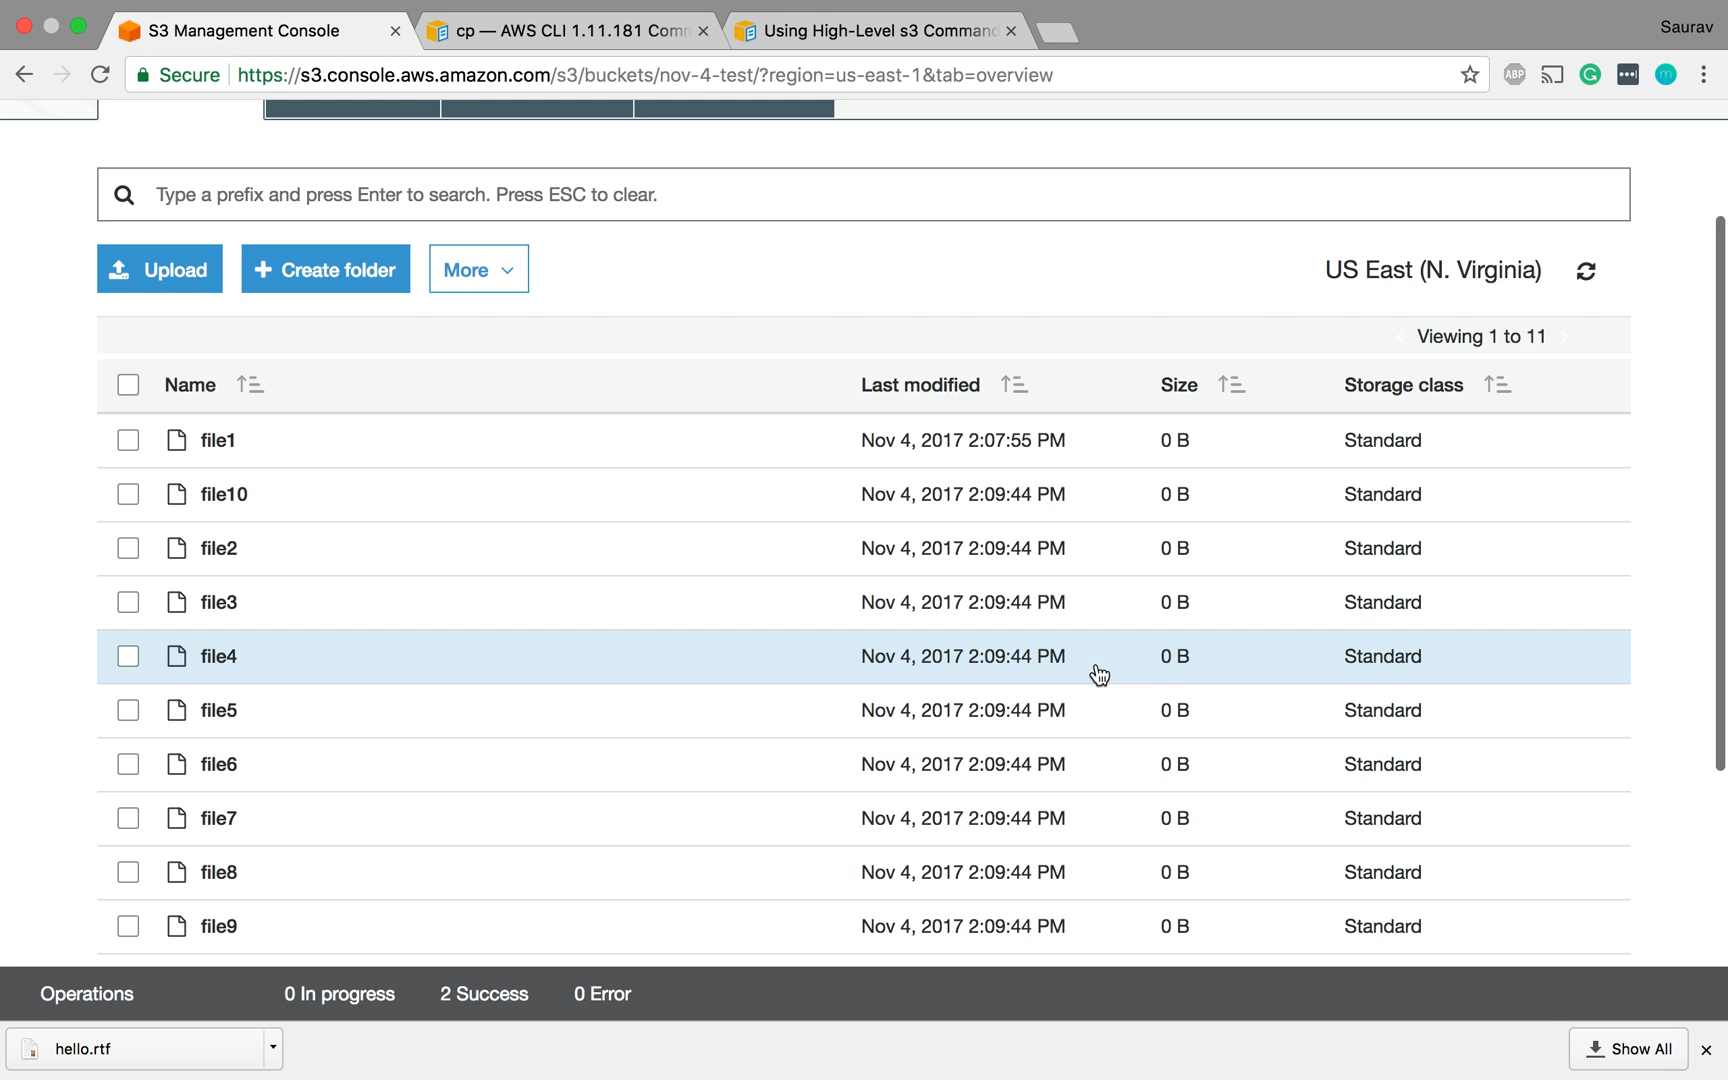 S3 Management Console
cp — AWS CLI 1.11.181 Com
Using High-Level s3 Comman
Saurav
Secure https://s3.console.aws.amazon.com/s3/buckets/nov-4-test/?region=us-east-1&tab=overview
ABP
G
m
Type a prefix and press Enter to search. Press ESC to clear.
Upload
+ Create folder
More
US East (N. Virginia)
Viewing 1 to 11
Name Last modified Size Storage class
file1 Nov 4, 2017 2:07:55 PM 0 B Standard
file10 Nov 4, 2017 2:09:44 PM 0 B Standard
file2 Nov 4, 2017 2:09:44 PM 0 B Standard
file3 Nov 4, 2017 2:09:44 PM 0 B Standard
file4 Nov 4, 2017 2:09:44 PM 0 B Standard
file5 Nov 4, 2017 2:09:44 PM 0 B Standard
file6 Nov 4, 2017 2:09:44 PM 0 B Standard
file7 Nov 4, 2017 2:09:44 PM 0 B Standard
file8 Nov 4, 2017 2:09:44 PM 0 B Standard
file9 Nov 4, 2017 2:09:44 PM 0 B Standard
Operations 0 In progress 2 Success 0 Error
hello.rtf
Show All